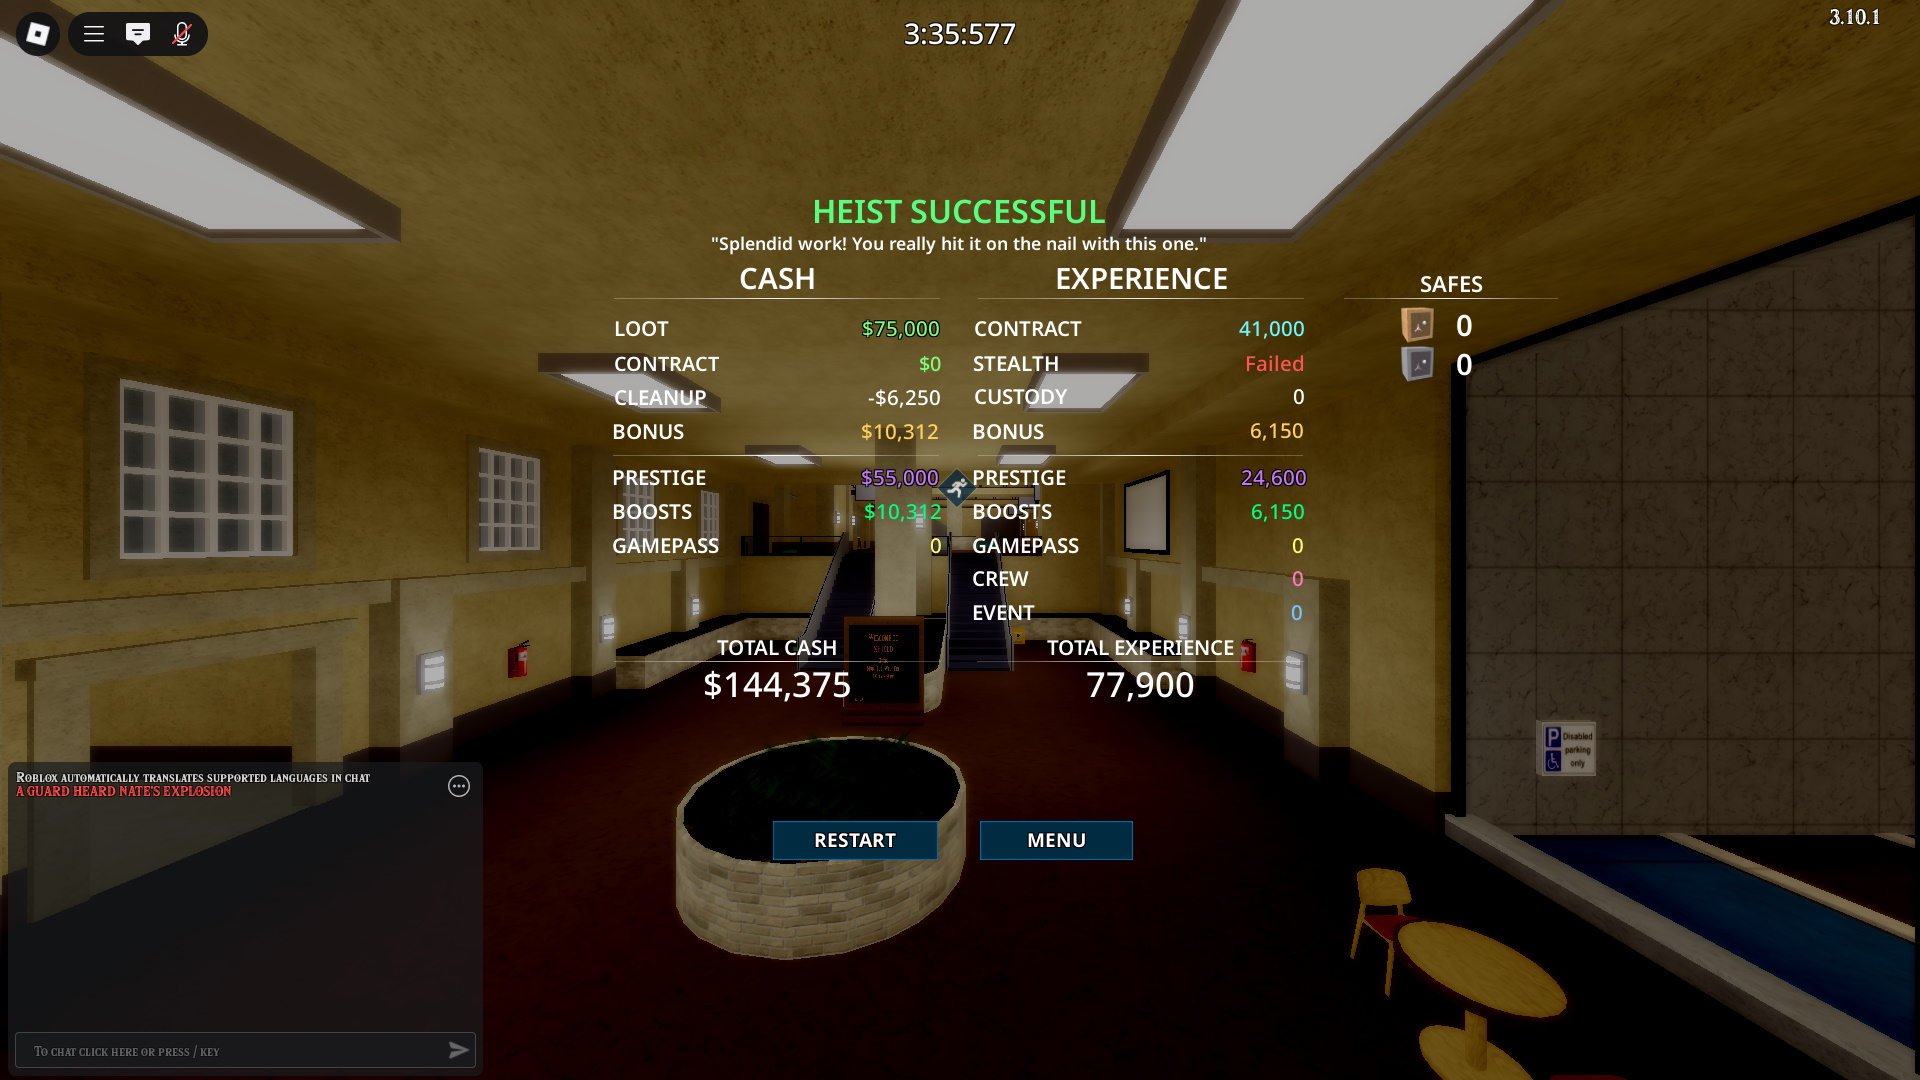 3:35:577
3.10.1
HEIST SUCCESSFUL
"Splendid work! You really hit it on the nail with this one."
CASH
LOOT $75,000
CONTRACT $0
CLEANUP -$6,250
BONUS $10,312
PRESTIGE $55,000
BOOSTS $10,312
GAMEPASS 0
TOTAL CASH
$144,375
EXPERIENCE
CONTRACT 41,000
STEALTH Failed
CUSTODY 0
BONUS 6,150
PRESTIGE 24,600
BOOSTS 6,150
GAMEPASS 0
CREW 0
EVENT 0
TOTAL EXPERIENCE
77,900
SAFES
0
0
P Disabled
parking
only
ROBLOX AUTOMATICALLY TRANSLATES SUPPORTED LANGUAGES IN CHAT
A GUARD HEARD NATE'S EXPLOSION
RESTART
MENU
TO CHAT CLICK HERE OR PRESS / KEY